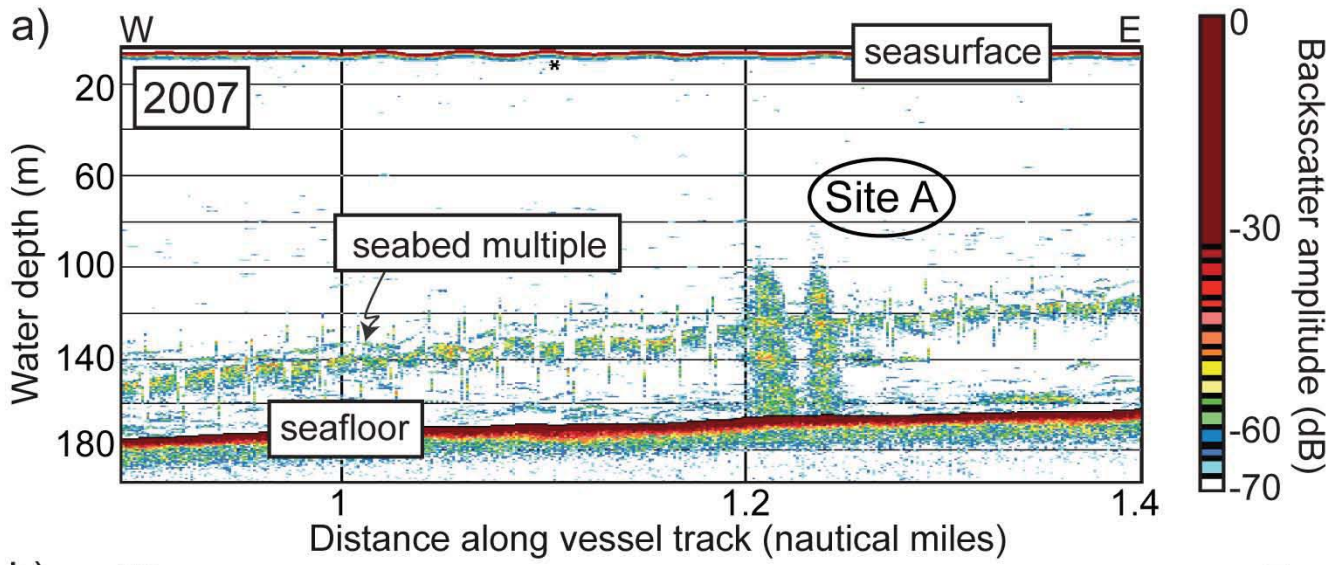 a)
W
E
seasurface
*
2007
20
60
100
140
180
Water depth (m)
Site A
seabed multiple
seafloor
1
1.2
1.4
Distance along vessel track (nautical miles)
0
-30
-60
-70
Backscatter amplitude (dB)